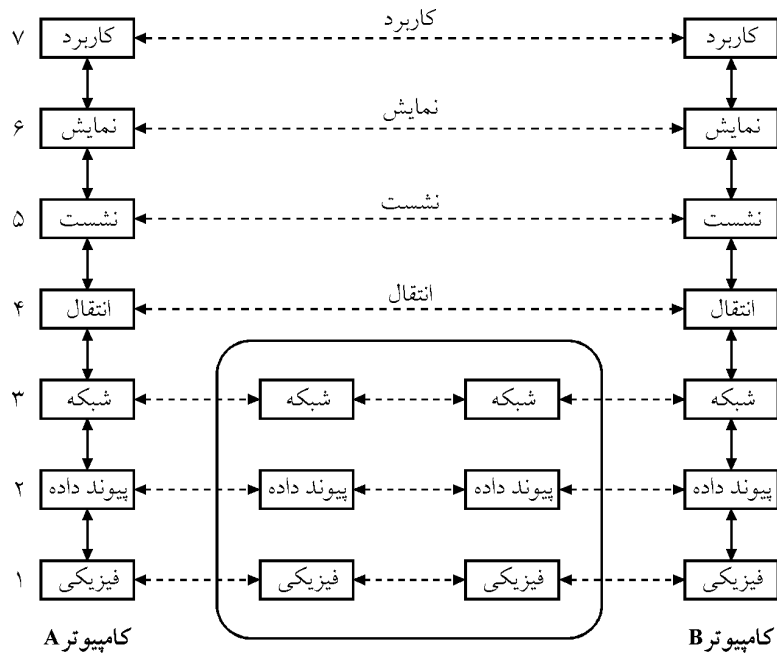 کاربرد
۷ کاربرد کاربرد
نمایش
۶ نمایش نمایش
نشست
۵ نشست نشست
انتقال
۴ انتقال انتقال
۳ شبکه شبکه شبکه شبکه
۲ پیوند داده پیوند داده پیوند داده پیوند داده
۱ فیزیکی فیزیکی فیزیکی فیزیکی
کامپیوتر A
کامپیوتر B